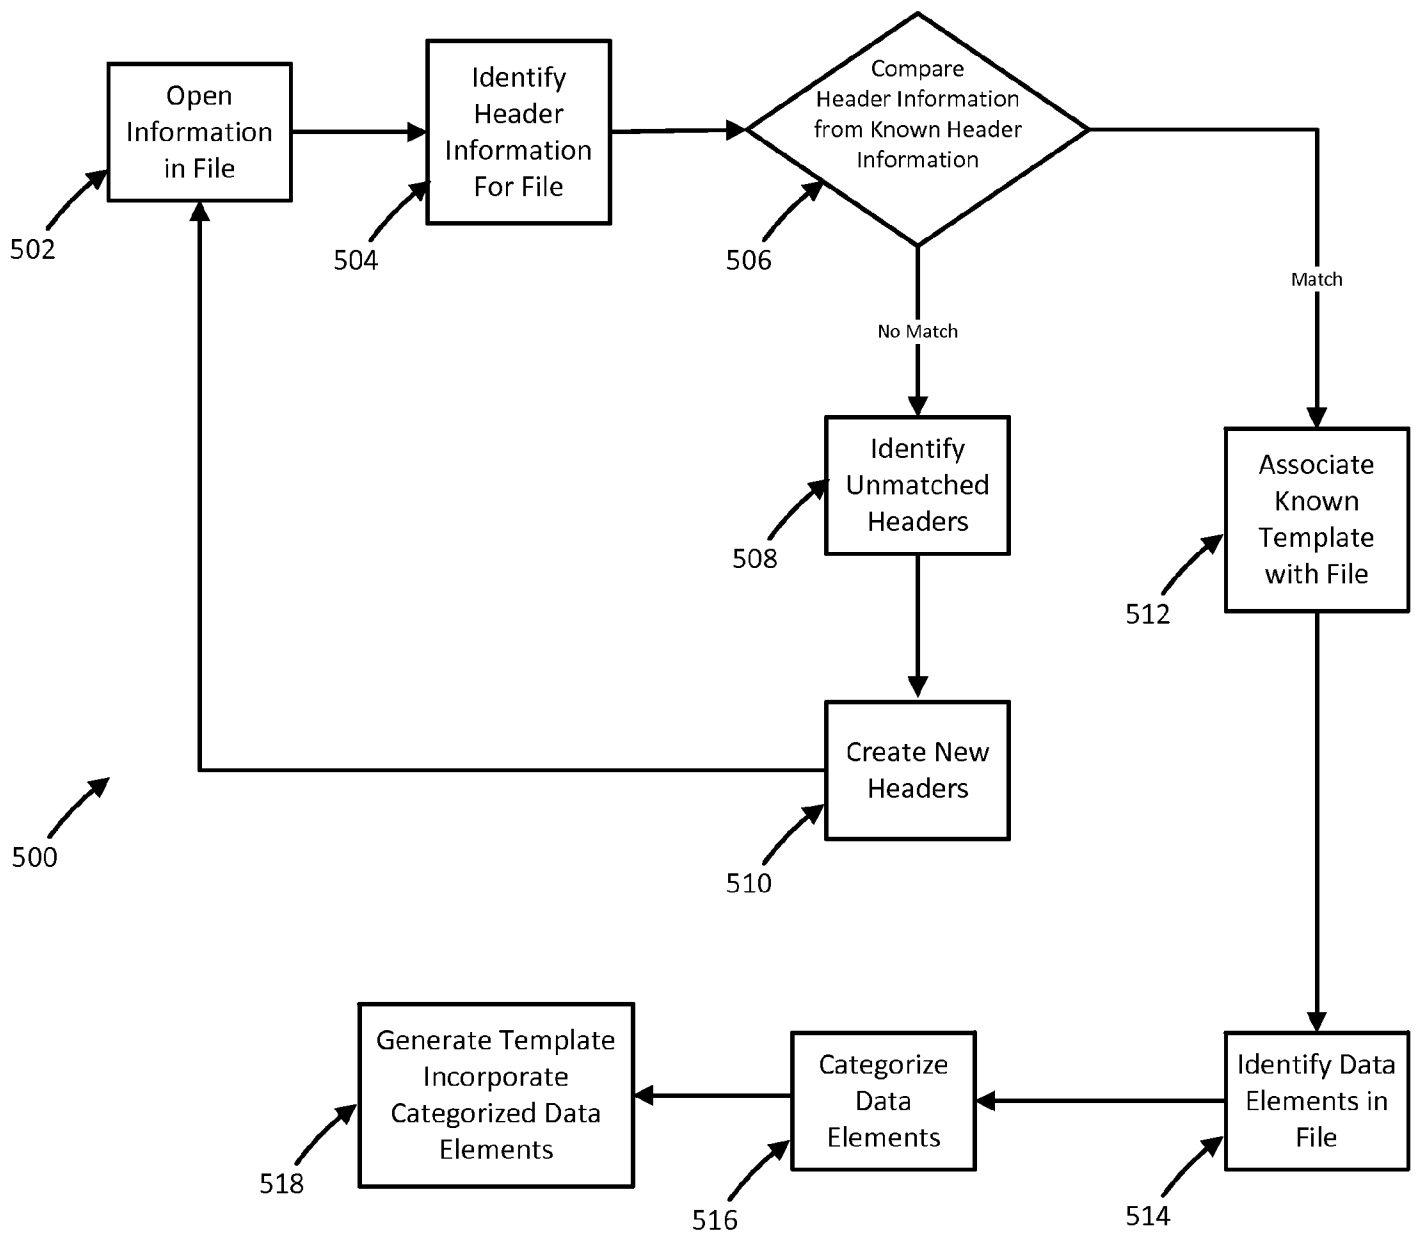 Open
Information
in File
502
Identify
Header
Information
For File
504
Compare
Header Information
from Known Header
Information
506
No Match
Match
Identify
Unmatched
Headers
508
Associate
Known
Template
with File
512
Create New
Headers
510
500
Generate Template
Incorporate
Categorized Data
Elements
518
Categorize
Data
Elements
516
Identify Data
Elements in
File
514